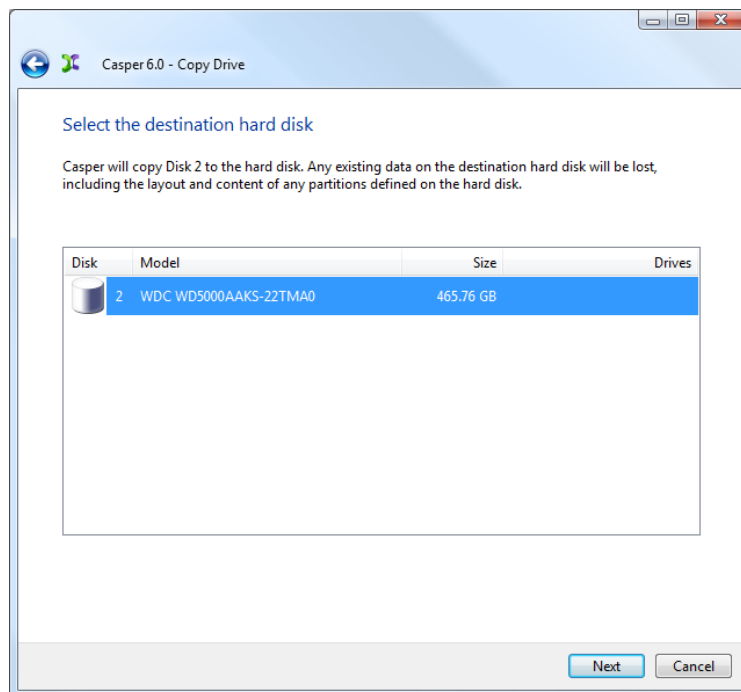 Casper 6.0 - Copy Drive
Select the destination hard disk
Casper will copy Disk 2 to the hard disk. Any existing data on the destination hard disk will be lost,
including the layout and content of any partitions defined on the hard disk.
Disk Model Size Drives
2 WDC WD5000AAKS-22TMA0 465.76 GB
Next Cancel